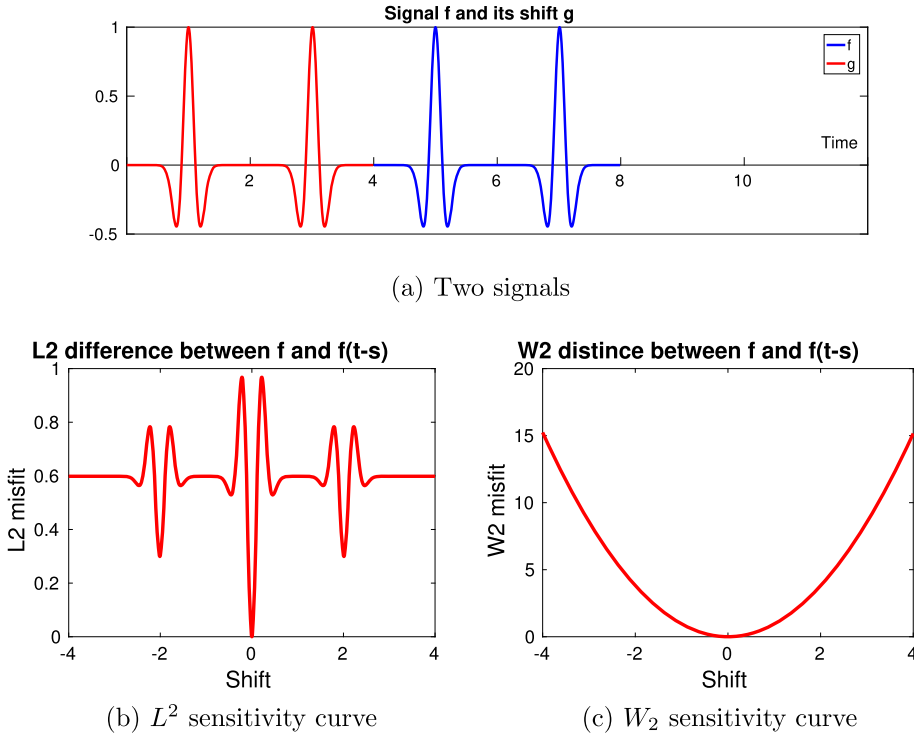 Signal f and its shift g
1
0.5
0
-0.5
f
g
Time
2
4
6
8
10
(a) Two signals
L2 difference between f and f(t-s)
1
0.8
0.6
0.4
0.2
0
L2 misfit
-4
-2
0
2
4
Shift
(b) L² sensitivity curve
W2 distince between f and f(t-s)
20
15
10
5
0
W2 misfit
-4
-2
0
2
4
Shift
(c) W₂ sensitivity curve